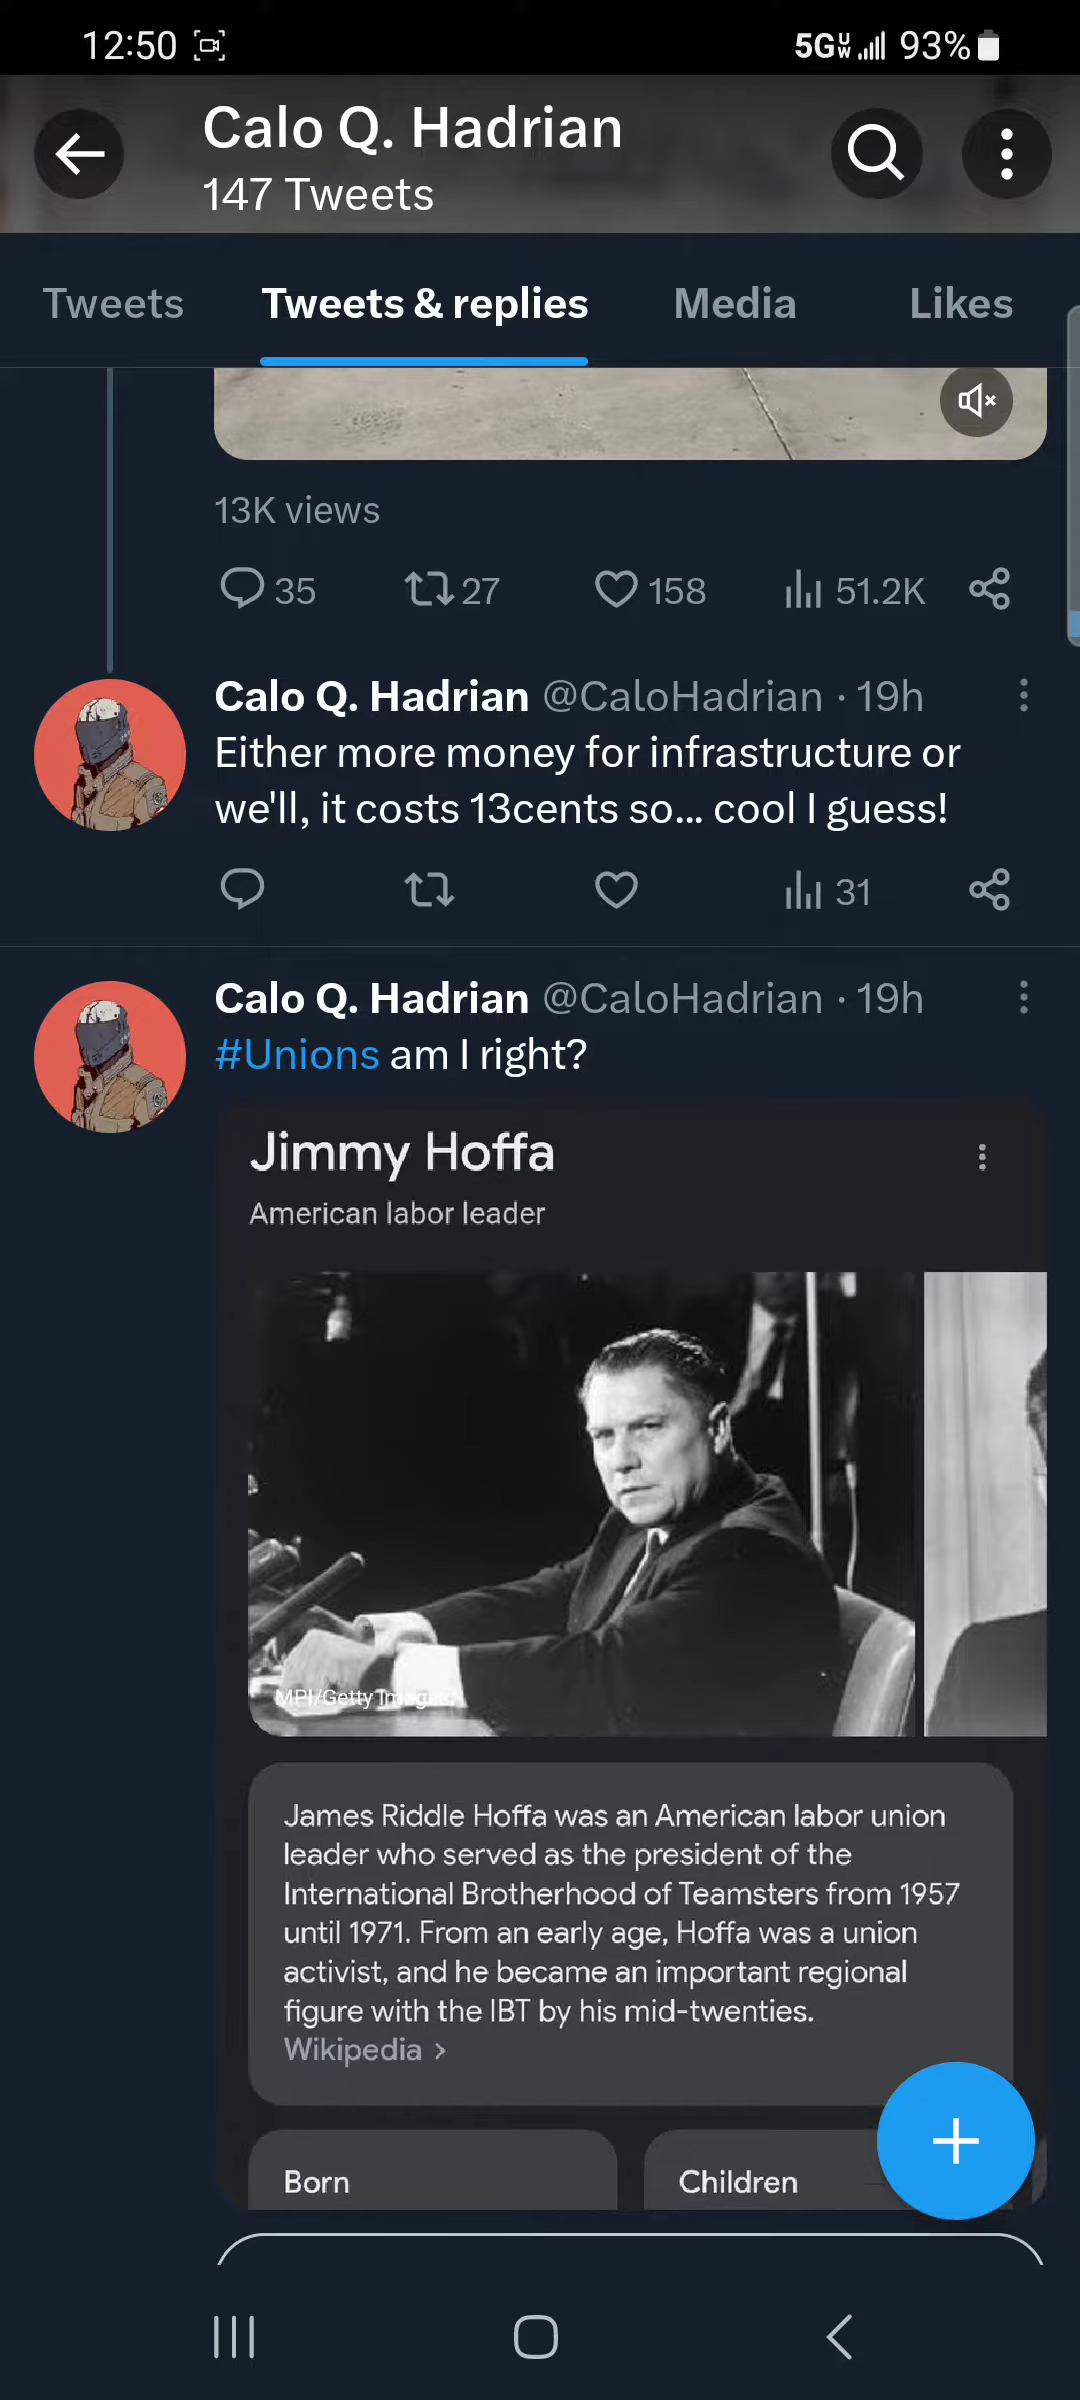 12:50
5G UW 93%
Calo Q. Hadrian
147 Tweets
Tweets
Tweets & replies
Media
Likes
13K views
35
27
158
51.2K
Calo Q. Hadrian @CaloHadrian · 19h
Either more money for infrastructure or
we'll, it costs 13cents so... cool I guess!
31
Calo Q. Hadrian @CaloHadrian · 19h
#Unions am I right?
Jimmy Hoffa
American labor leader
MPI/Getty Images
James Riddle Hoffa was an American labor union
leader who served as the president of the
International Brotherhood of Teamsters from 1957
until 1971. From an early age, Hoffa was a union
activist, and he became an important regional
figure with the IBT by his mid-twenties.
Wikipedia >
Born
Children